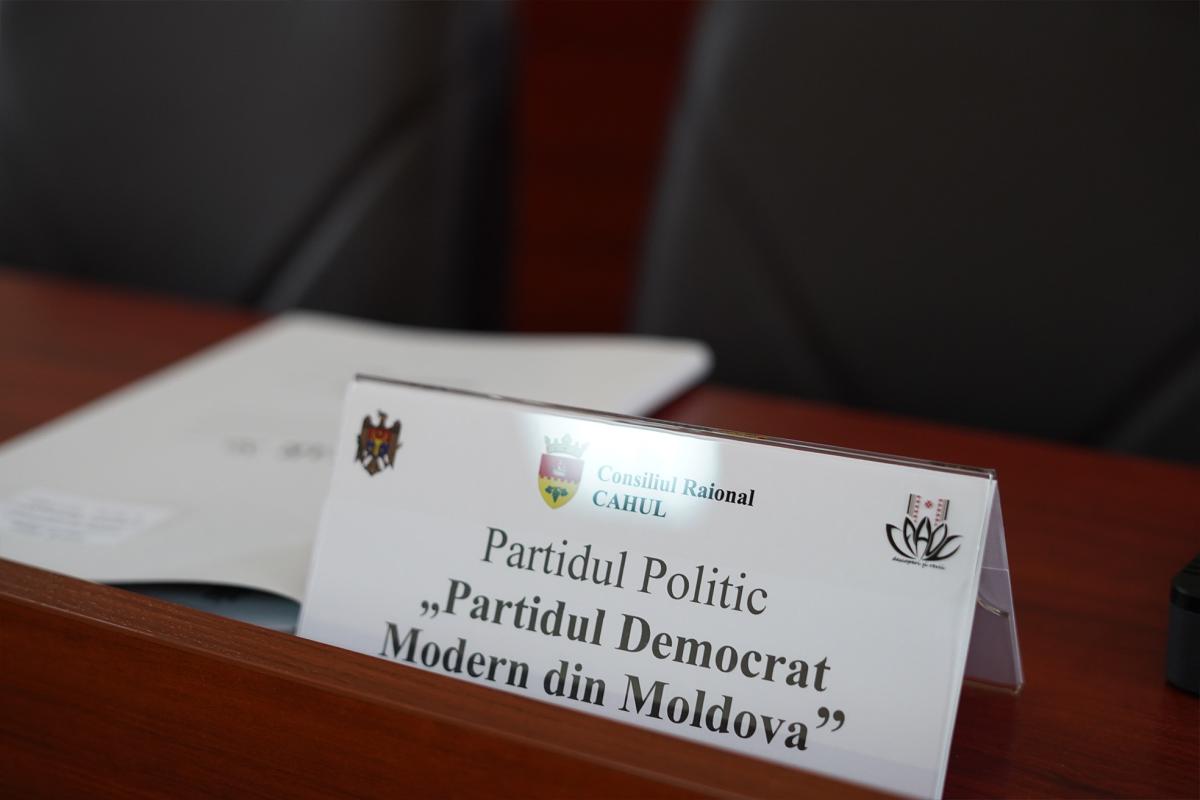 Consiliul Raional
CAHUL
Partidul Politic
„Partidul Democrat
Modern din Moldova”